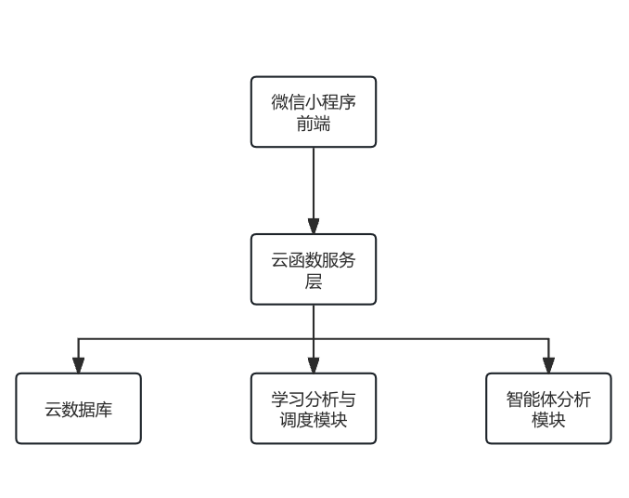 微信小程序
前端
云函数服务
层
云数据库
学习分析与
调度模块
智能体分析
模块